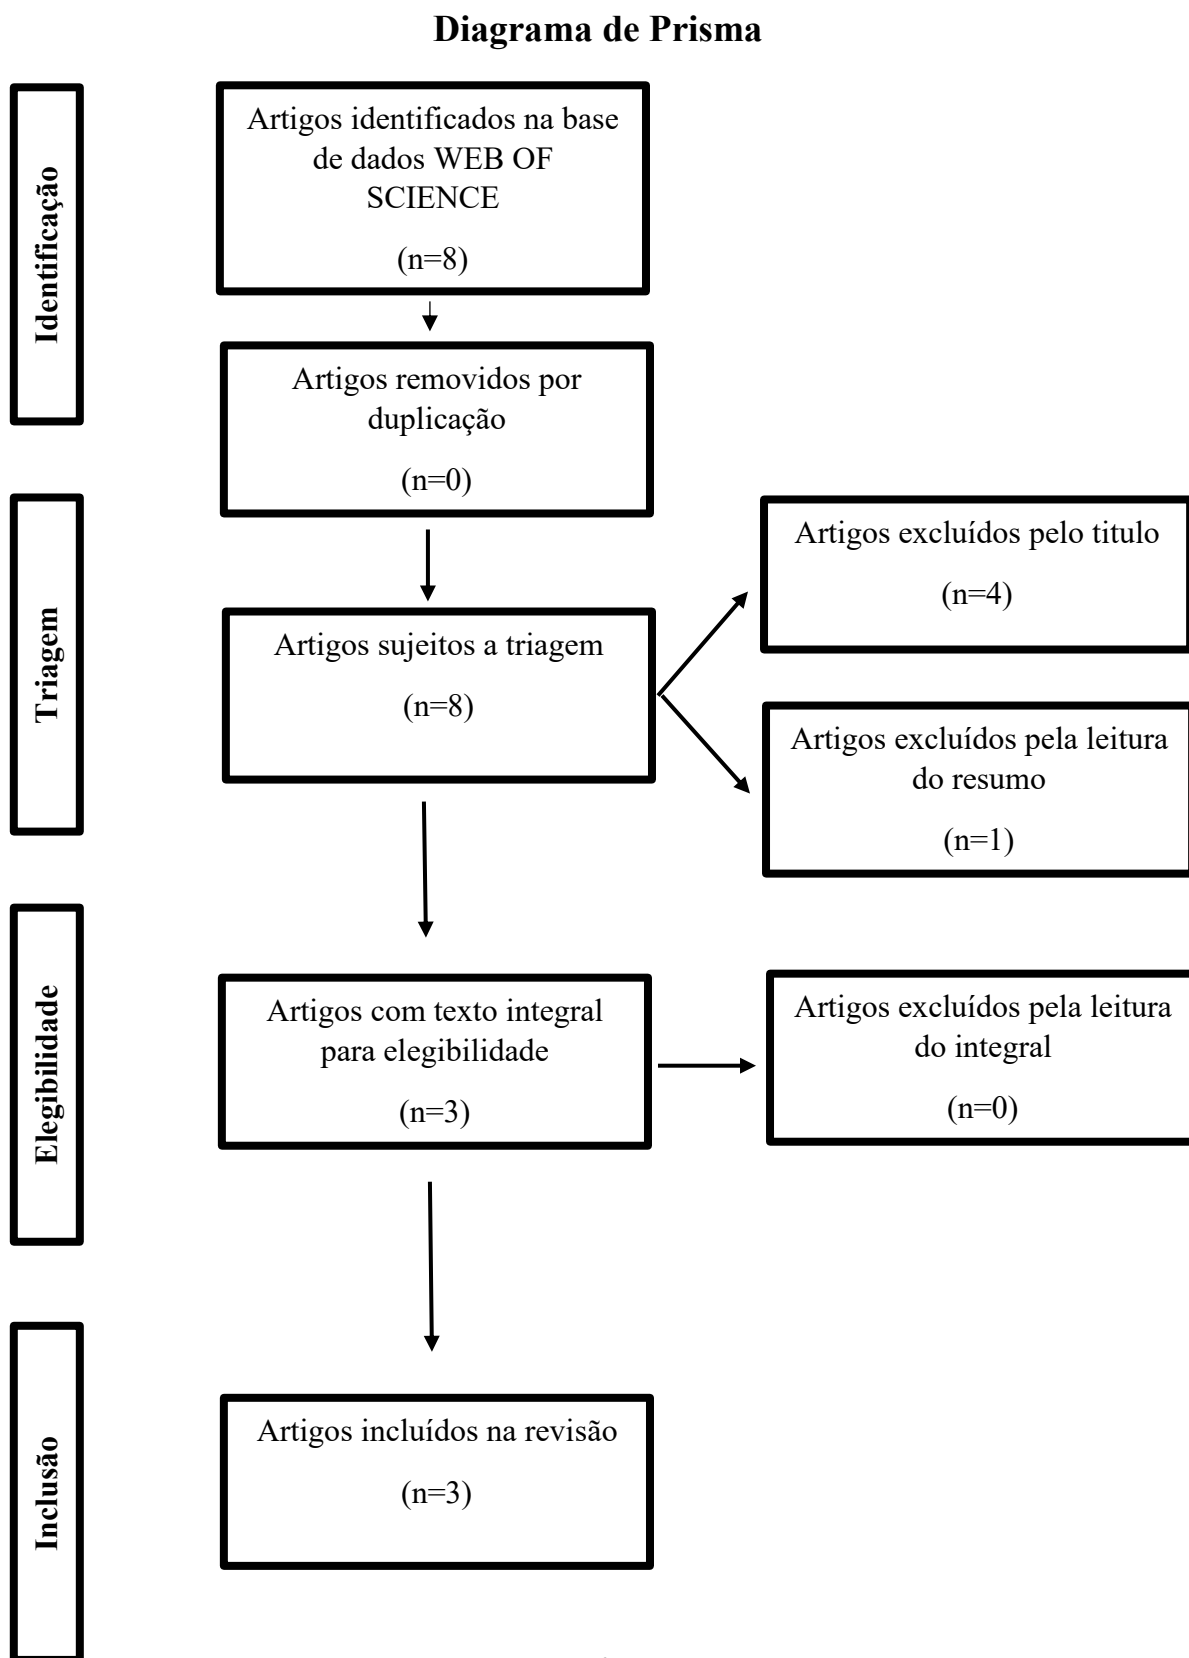 Diagrama de Prisma
Identificação
Artigos identificados na base
de dados WEB OF
SCIENCE
(n=8)
Artigos removidos por
duplicação
(n=0)
Triagem
Artigos sujeitos a triagem
(n=8)
Artigos excluídos pelo titulo
(n=4)
Artigos excluídos pela leitura
do resumo
(n=1)
Elegibilidade
Artigos com texto integral
para elegibilidade
(n=3)
Artigos excluídos pela leitura
do integral
(n=0)
Inclusão
Artigos incluídos na revisão
(n=3)